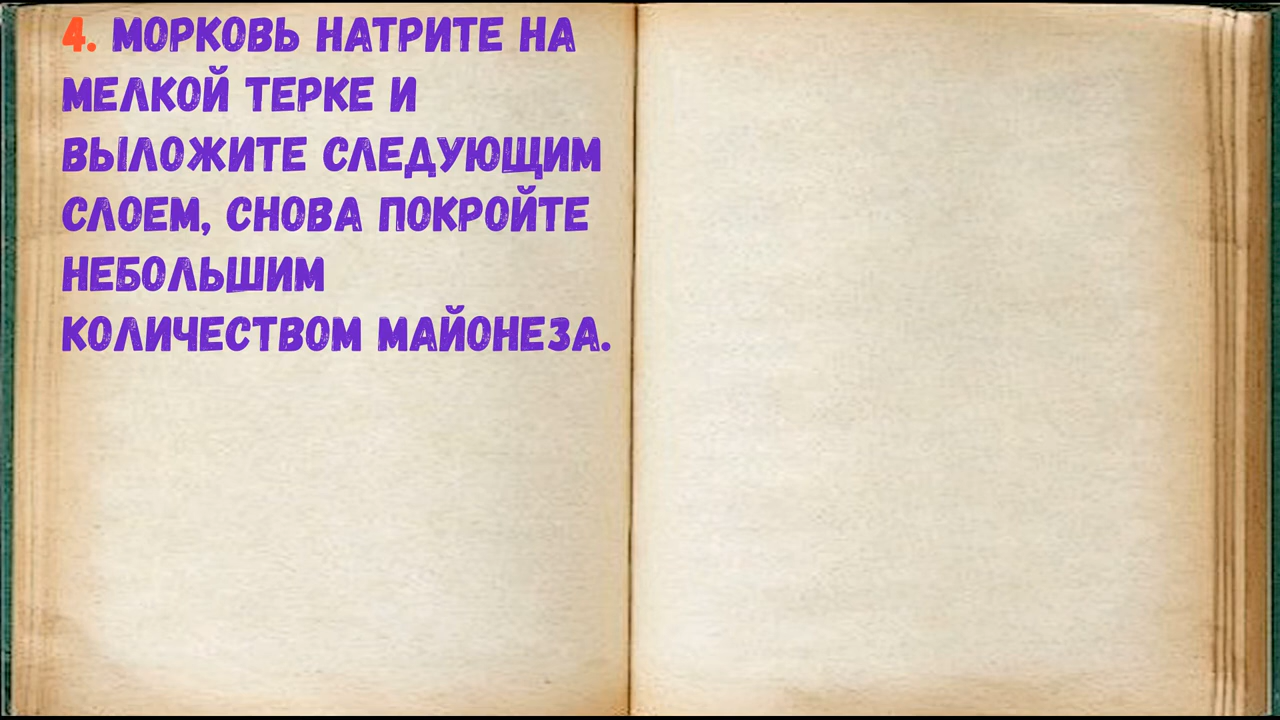 4. МОРКОВЬ НАТРИТЕ НА
МЕЛКОЙ ТЕРКЕ И
ВЫЛОЖИТЕ СЛЕДУЮЩИМ
СЛОЕМ, СНОВА ПОКРОЙТЕ
НЕБОЛЬШИМ
КОЛИЧЕСТВОМ МАЙОНЕЗА.